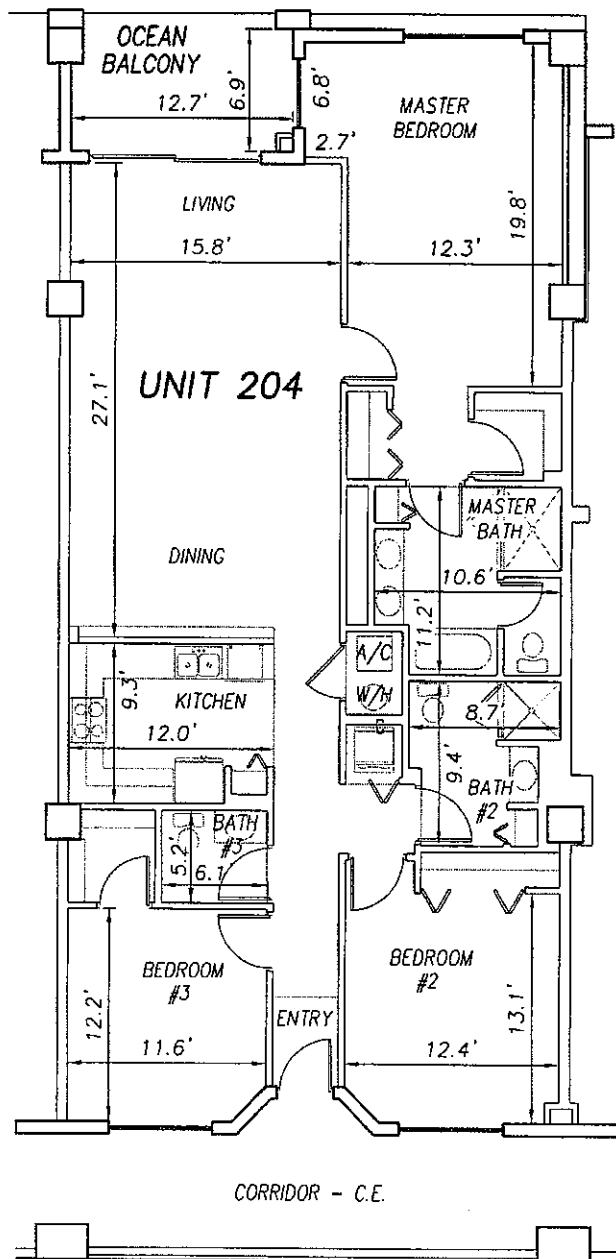 OCEAN
BALCONY
12.7'
6.9'
6.8'
2.7'
MASTER
BEDROOM
19.8'
12.3'
LIVING
15.8'
27.1'
UNIT 204
DINING
MASTER
BATH
10.6'
11.2'
A/C
W/H
9.3'
KITCHEN
12.0'
8.7'
9.4'
BATH
#2
BATH
#3
5.2'
6.1'
BEDROOM
#3
12.2'
11.6'
ENTRY
BEDROOM
#2
13.1'
12.4'
CORRIDOR - C.E.